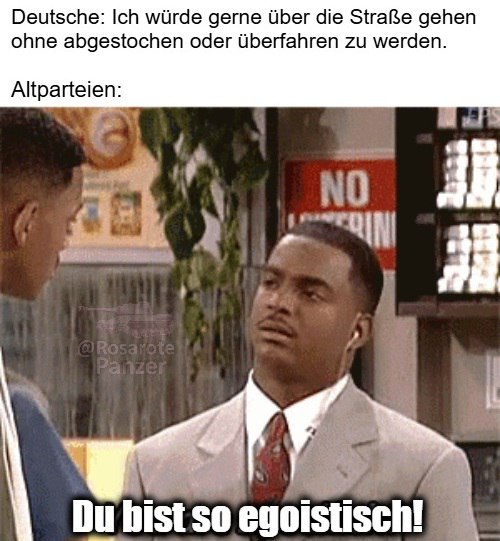 Deutsche: Ich würde gerne über die Straße gehen
ohne abgestochen oder überfahren zu werden.
Altparteien:
NO
LOITERING
@Rosarote
Panzer
Du bist so egoistisch!